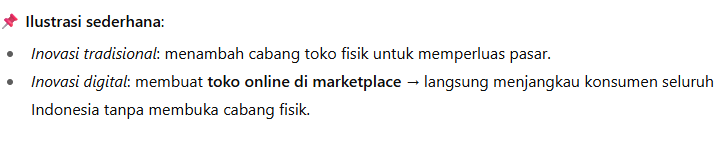 📌 Ilustrasi sederhana:
• Inovasi tradisional: menambah cabang toko fisik untuk memperluas pasar.
• Inovasi digital: membuat toko online di marketplace → langsung menjangkau konsumen seluruh
Indonesia tanpa membuka cabang fisik.